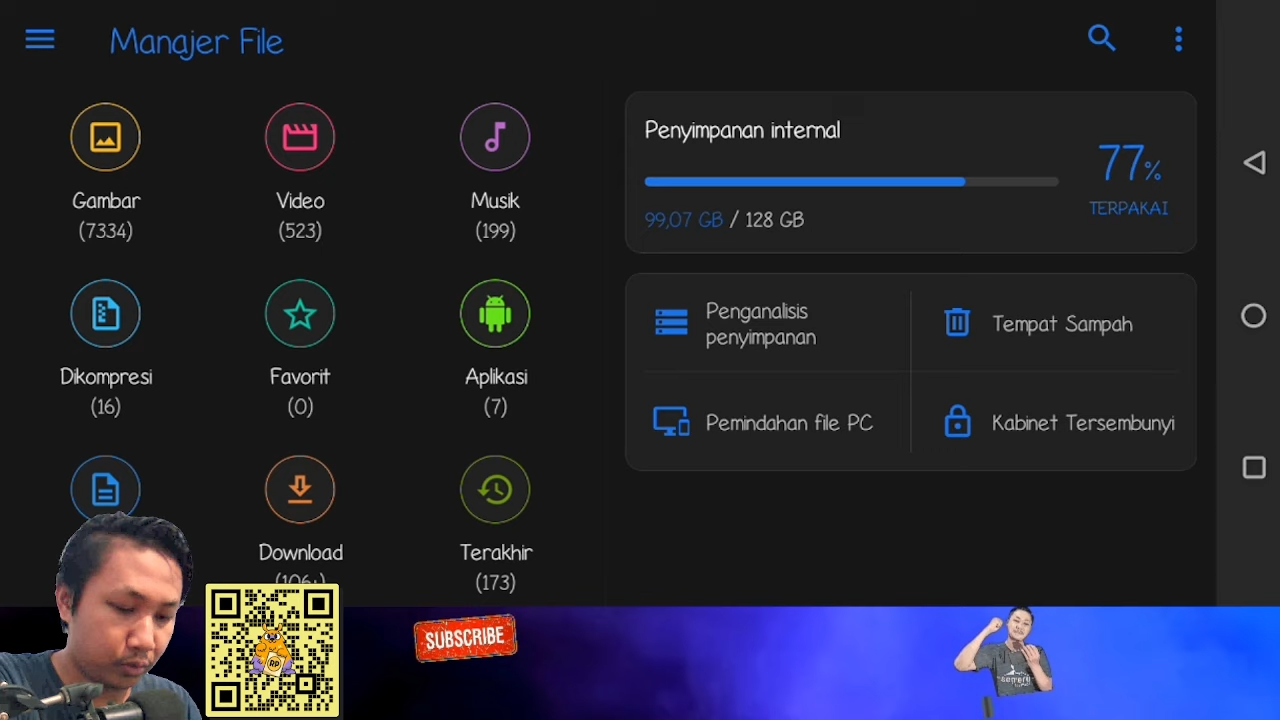 Manajer File
Gambar
(7334)
Video
(523)
Musik
(199)
Dikompresi
(16)
Favorit
(0)
Aplikasi
(7)
Download
Terakhir
(173)
Penyimpanan internal
77%
TERPAKAI
99,07 GB / 128 GB
Penganalisis
penyimpanan
Tempat Sampah
Pemindahan file PC
Kabinet Tersembunyi
RP
SUBSCRIBE